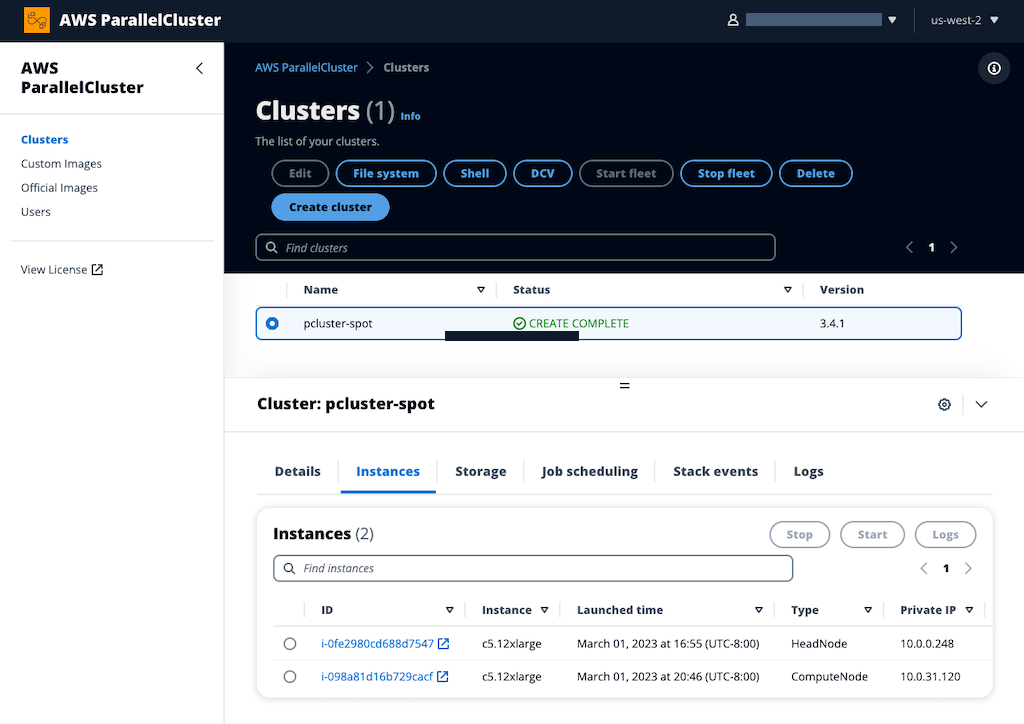 AWS ParallelCluster
us-west-2
AWS
ParallelCluster
Clusters
Custom Images
Official Images
Users
View License
AWS ParallelCluster > Clusters
Clusters (1) Info
The list of your clusters.
Edit File system Shell DCV Start fleet Stop fleet Delete
Create cluster
Find clusters
1
Name Status Version
pcluster-spot CREATE COMPLETE 3.4.1
Cluster: pcluster-spot
Details Instances Storage Job scheduling Stack events Logs
Instances (2)
Stop Start Logs
Find instances
1
ID Instance Launched time Type Private IP
i-0fe2980cd688d7547 c5.12xlarge March 01, 2023 at 16:55 (UTC-8:00) HeadNode 10.0.0.248
i-098a81d16b729cacf c5.12xlarge March 01, 2023 at 20:46 (UTC-8:00) ComputeNode 10.0.31.120